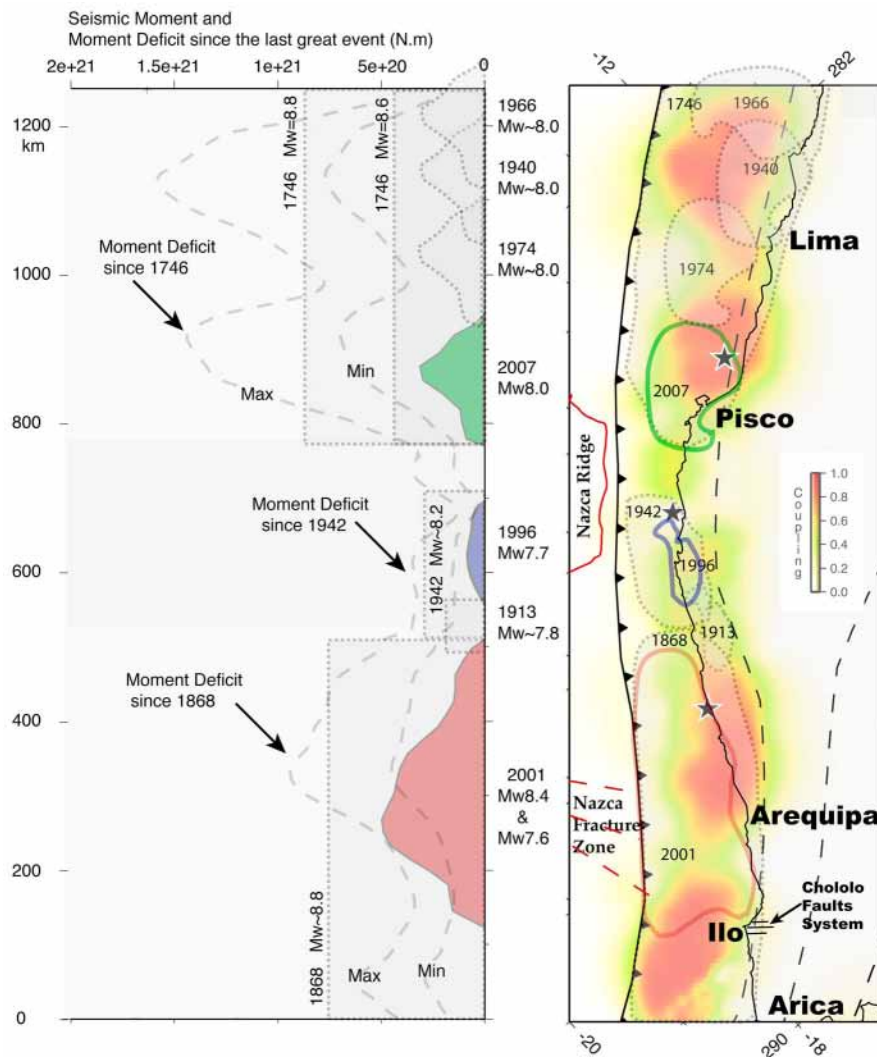 Seismic Moment and
Moment Deficit since the last great event (N.m)
2e+21 1.5e+21 1e+21 5e+20 0
1200
km
1000
800
600
400
200
0
1746 Mw=8.8
1746 Mw=8.6
Moment Deficit
since 1746
Max
Min
Moment Deficit
since 1942
1942 Mw~8.2
Moment Deficit
since 1868
1868 Mw~8.8
Max
Min
1966
Mw~8.0
1940
Mw~8.0
1974
Mw~8.0
2007
Mw8.0
1996
Mw7.7
1913
Mw~7.8
2001
Mw8.4
&
Mw7.6
-12
282
1746
1966
1940
Lima
1974
2007
Pisco
Nazca Ridge
1942
1996
1913
1868
Coupling
1.0
0.8
0.6
0.4
0.2
0.0
Nazca
Fracture
Zone
Arequipa
2001
Chololo
Faults
System
Ilo
Arica
-20
290
-18